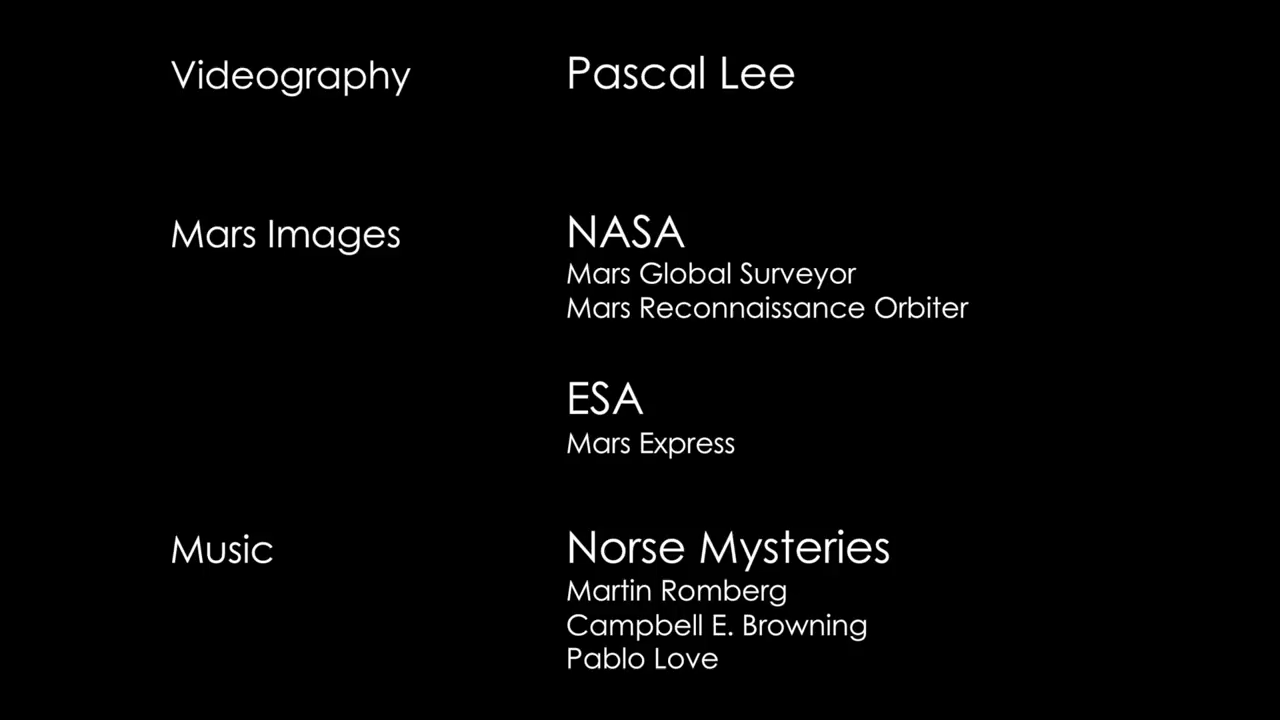 Videography Pascal Lee
Mars Images NASA
Mars Global Surveyor
Mars Reconnaissance Orbiter
ESA
Mars Express
Music Norse Mysteries
Martin Romberg
Campbell E. Browning
Pablo Love